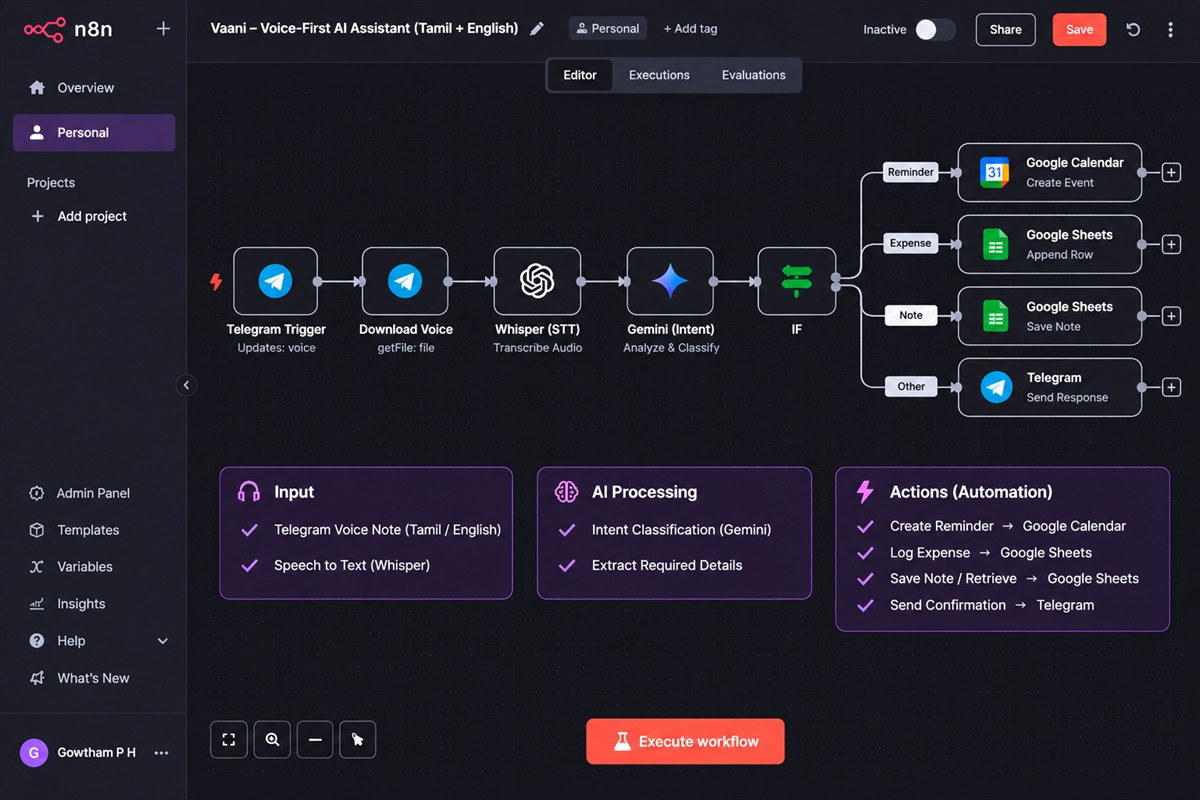 n8n
Overview
Personal
Projects
Add project
Admin Panel
Templates
Variables
Insights
Help
What's New
G
Gowtham P H
Vaani – Voice-First AI Assistant (Tamil + English)
Personal
+ Add tag
Inactive
Share
Save
Editor
Executions
Evaluations
Telegram Trigger
Updates: voice
Download Voice
getFile: file
Whisper (STT)
Transcribe Audio
Gemini (Intent)
Analyze & Classify
IF
Reminder
31
Google Calendar
Create Event
Expense
Google Sheets
Append Row
Note
Google Sheets
Save Note
Other
Telegram
Send Response
Input
Telegram Voice Note (Tamil / English)
Speech to Text (Whisper)
AI Processing
Intent Classification (Gemini)
Extract Required Details
Actions (Automation)
Create Reminder → Google Calendar
Log Expense → Google Sheets
Save Note / Retrieve → Google Sheets
Send Confirmation → Telegram
Execute workflow